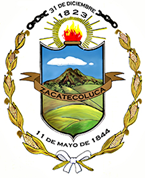 31 DE DICIEMBRE
1823
ZACATECOLUCA
11 DE MAYO DE 1844